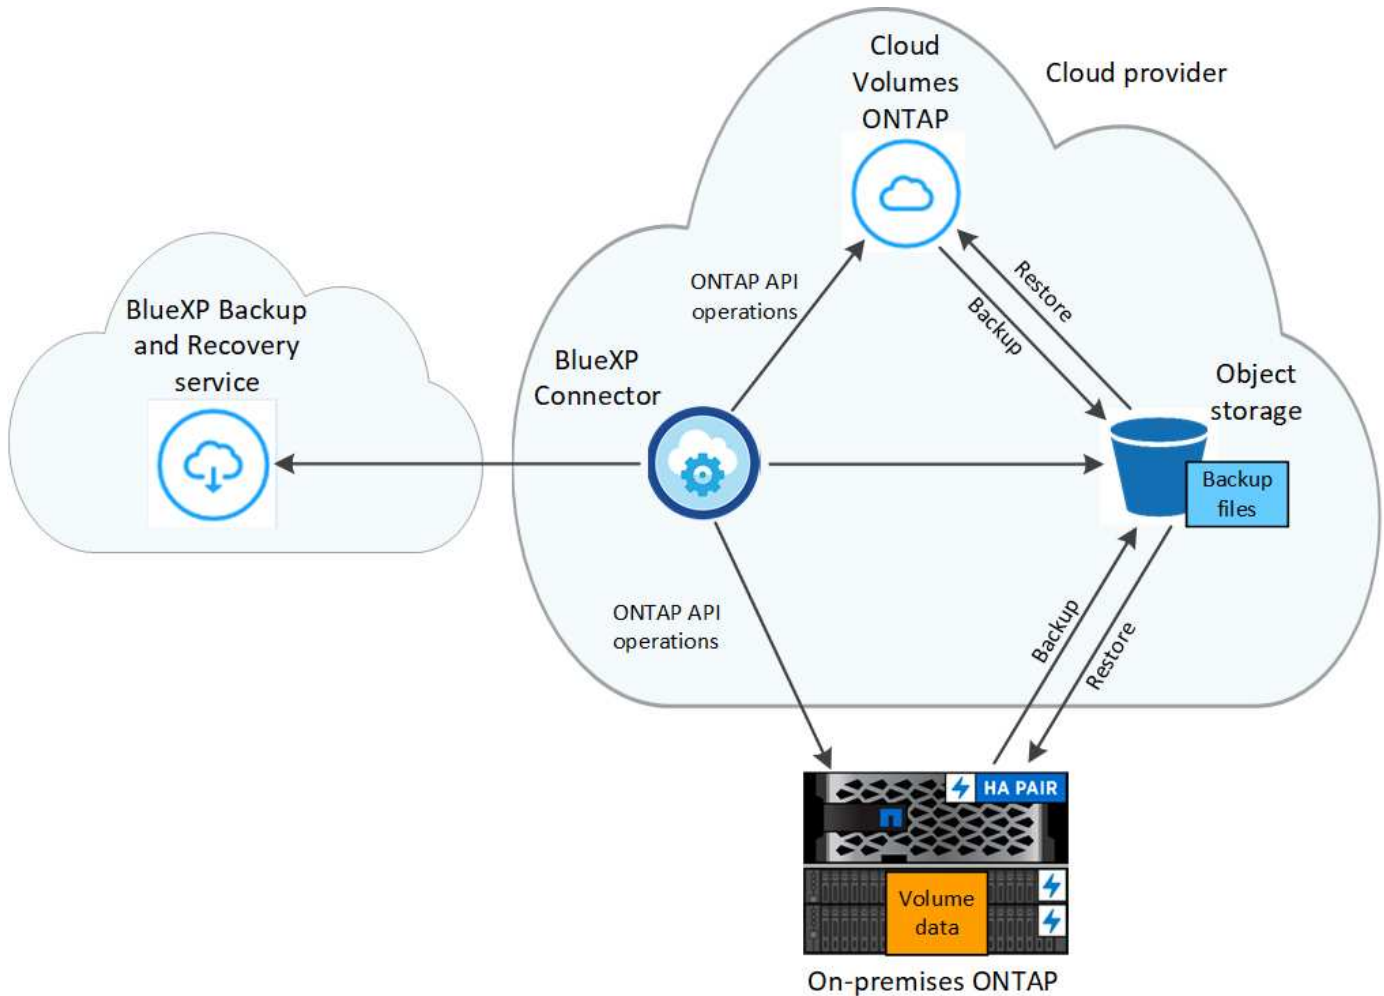 Cloud
Volumes
ONTAP
Cloud provider
BlueXP Backup
and Recovery
service
ONTAP API
operations
Restore
Backup
BlueXP
Connector
Object
storage
Backup
files
ONTAP API
operations
Backup
Restore
HA PAIR
Volume
data
On-premises ONTAP